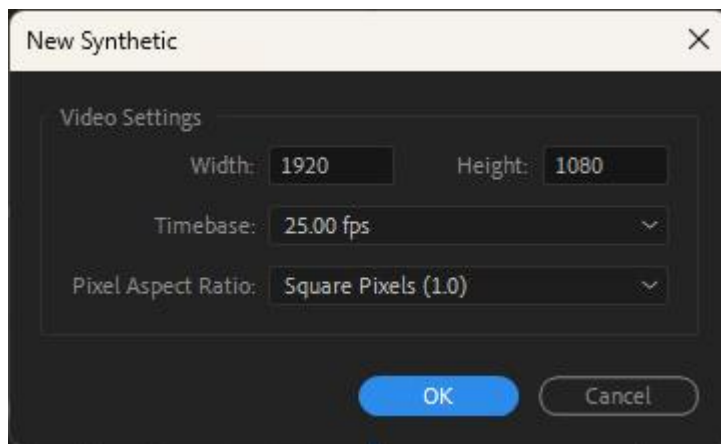 New Synthetic
Video Settings
Width: 1920 Height: 1080
Timebase: 25.00 fps
Pixel Aspect Ratio: Square Pixels (1.0)
OK Cancel